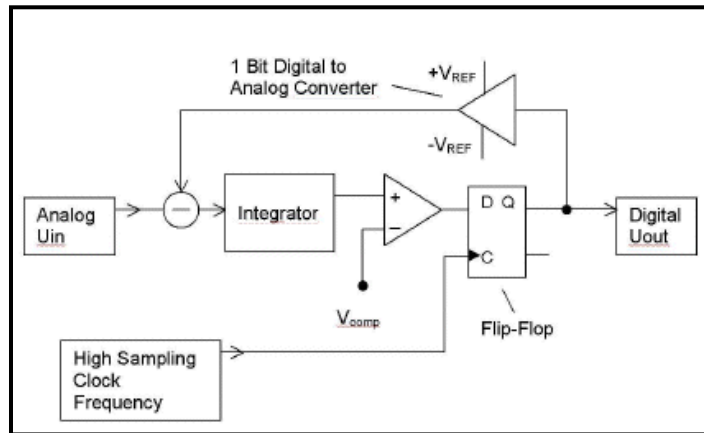 1 Bit Digital to
Analog Converter
+VREF
-VREF
Analog
Uin
Integrator
+
−
D Q
C
Digital
Uout
Vcomp
Flip-Flop
High Sampling
Clock
Frequency